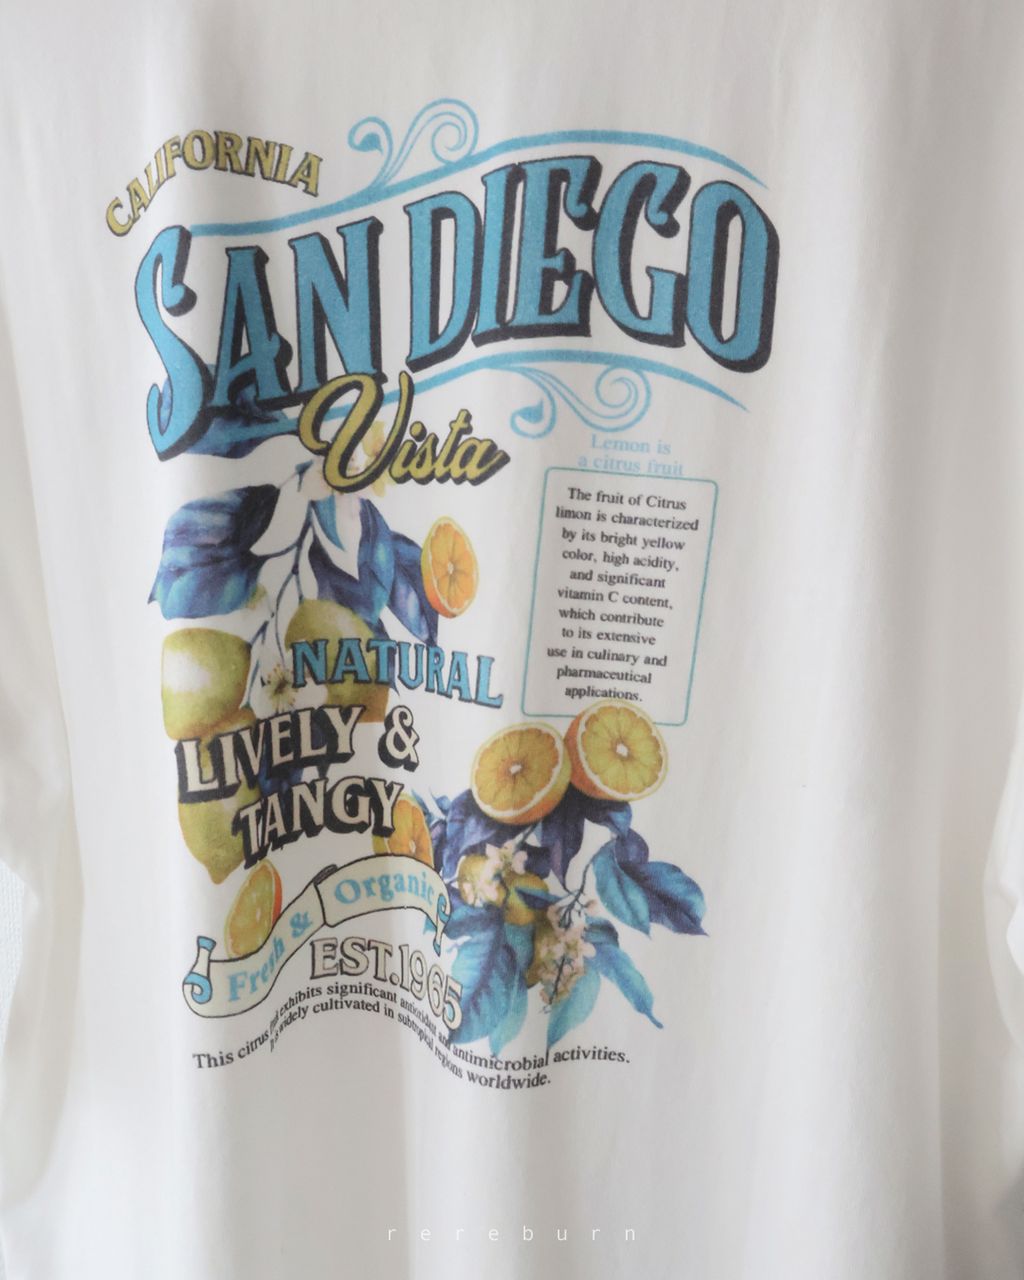 CALIFORNIA
SAN DIEGO
Vista
Lemon is
a citrus fruit
The fruit of Citrus
limon is characterized
by its bright yellow
color, high acidity,
and significant
vitamin C content,
which contribute
to its extensive
use in culinary and
pharmaceutical
applications.
NATURAL
LIVELY &
TANGY
Fresh & Organic
EST.1965
This citrus fruit exhibits significant antioxidant and antimicrobial activities.
It is widely cultivated in subtropical regions worldwide.
rereburn